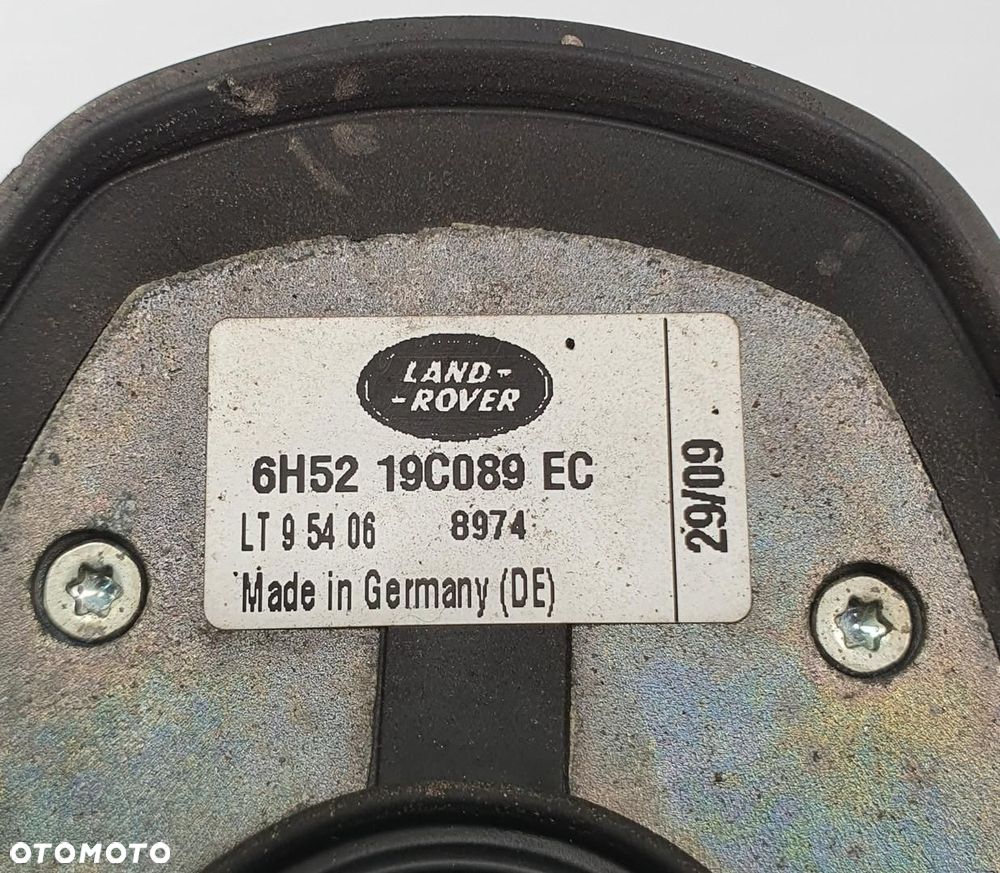 LAND-
-ROVER
6H52 19C089 EC
LT 9 54 06 8974
Made in Germany (DE)
29/09
OTOMOTO